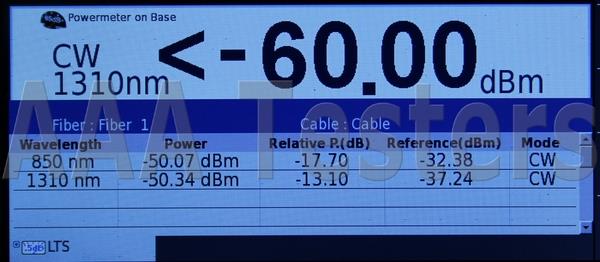 Powermeter on Base
CW
1310nm
<-60.00 dBm
AAA Testers
Fiber : Fiber 1 Cable : Cable
Wavelength Power Relative P.(dB) Reference(dBm) Mode
850 nm -50.07 dBm -17.70 -32.38 CW
1310 nm -50.34 dBm -13.10 -37.24 CW
.5dB LTS